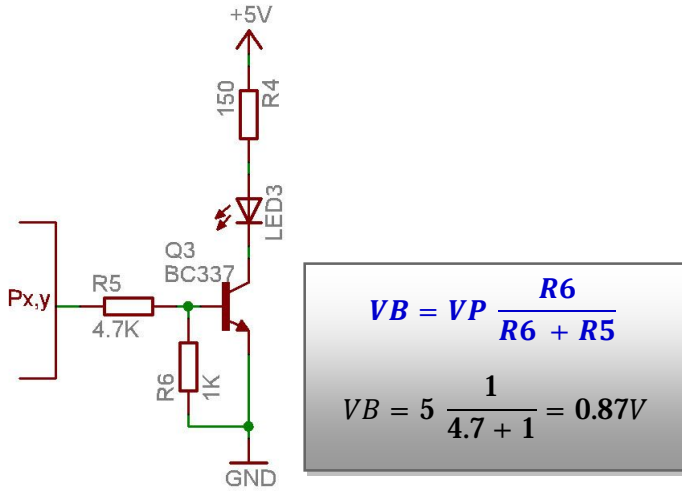 +5V
150
R4
LED3
Q3
BC337
R5
Px,y
4.7K
R6
1K
GND
VB = VP R6 / R6 + R5
VB = 5 1 / 4.7 + 1 = 0.87V